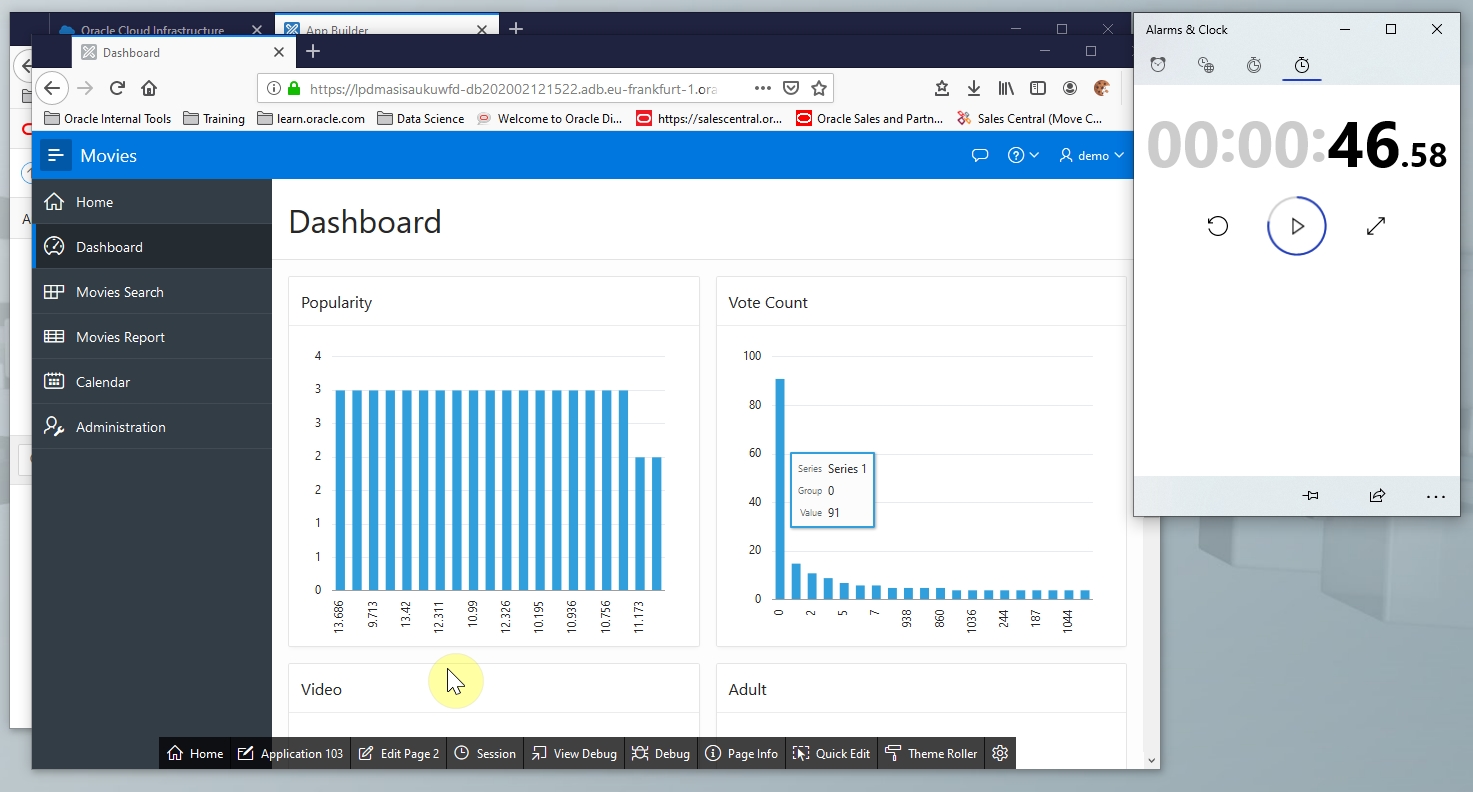 Oracle Cloud Infrastructure
App Builder
Dashboard
https://lpdmasisaukuwfd-db202002121522.adb.eu-frankfurt-1.ora
Oracle Internal Tools
Training
learn.oracle.com
Data Science
Welcome to Oracle Di...
https://salescentral.or...
Oracle Sales and Partn...
Sales Central (Move C...
Movies
demo
Home
Dashboard
Movies Search
Movies Report
Calendar
Administration
Dashboard
Popularity
4
3
3
2
2
1
1
0
13.686
9.713
13.42
12.311
10.99
12.326
10.195
10.936
10.756
11.173
Vote Count
100
80
60
40
20
0
Series Series 1
Group 0
Value 91
0
2
5
7
938
860
1036
244
187
1044
Video
Adult
Home
Application 103
Edit Page 2
Session
View Debug
Debug
Page Info
Quick Edit
Theme Roller
Alarms & Clock
00:00:46.58